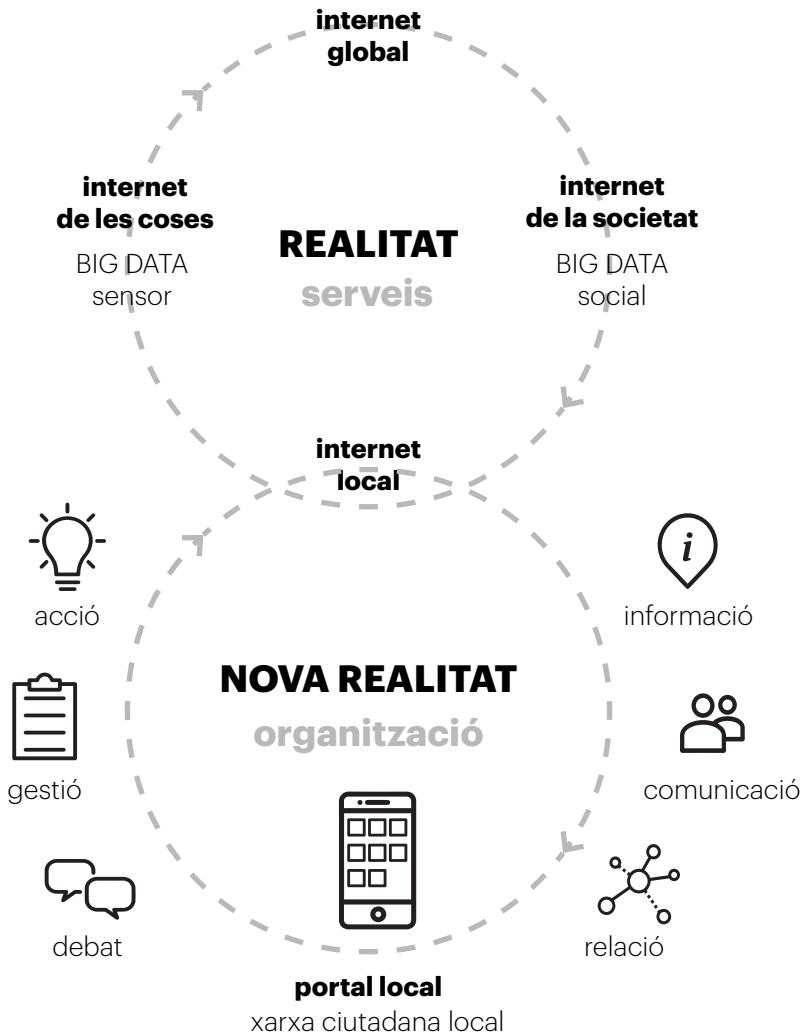 internet
global
internet
de les coses
BIG DATA
sensor
REALITAT
serveis
internet
de la societat
BIG DATA
social
internet
local
acció
i
informació
NOVA REALITAT
organització
gestió
comunicació
debat
relació
portal local
xarxa ciutadana local